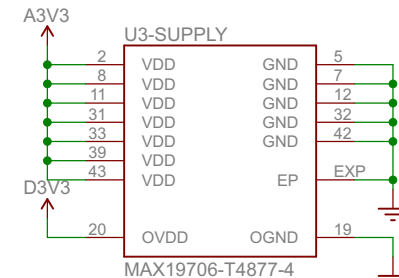 A3V3
U3-SUPPLY
2 VDD GND 5
8 VDD GND 7
11 VDD GND 12
31 VDD GND 32
33 VDD GND 42
39 VDD
43 VDD EP EXP
D3V3
20 OVDD OGND 19
MAX19706-T4877-4